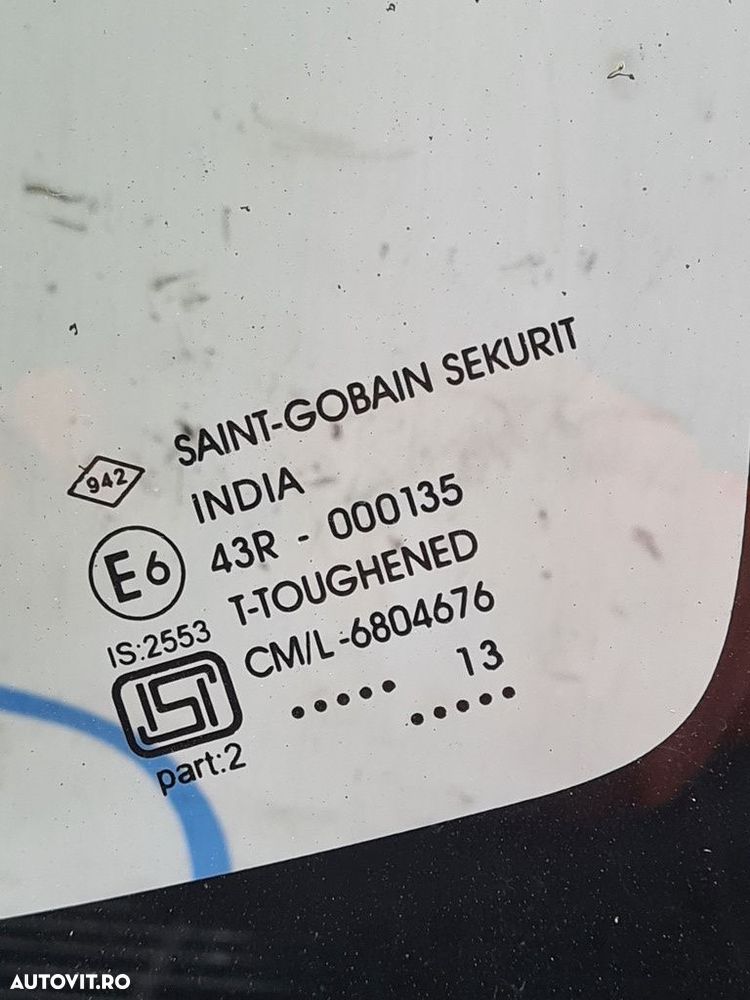 SAINT-GOBAIN SEKURIT
942
INDIA
E6
43R - 000135
T-TOUGHENED
IS:2553
CM/L-6804676
ISI
..... 13
.....
part:2
AUTOVIT.RO